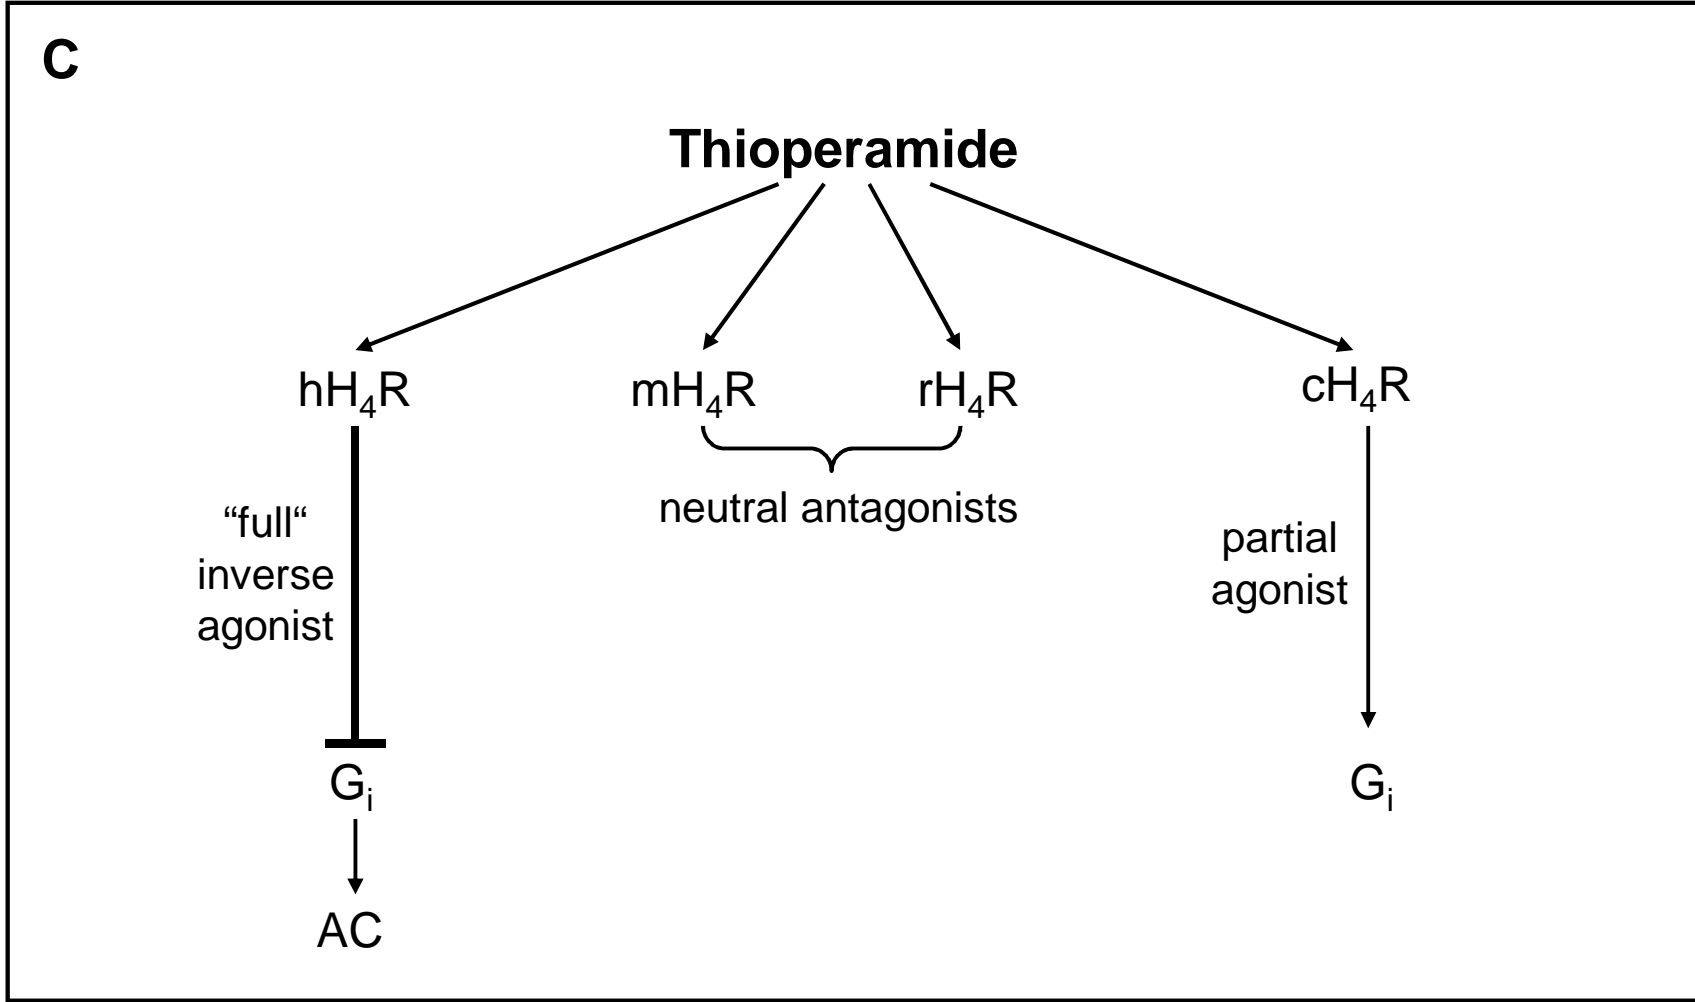 C
Thioperamide
hH₄R
mH₄R
rH₄R
cH₄R
“full“
inverse
agonist
neutral antagonists
partial
agonist
Gᵢ
Gᵢ
AC